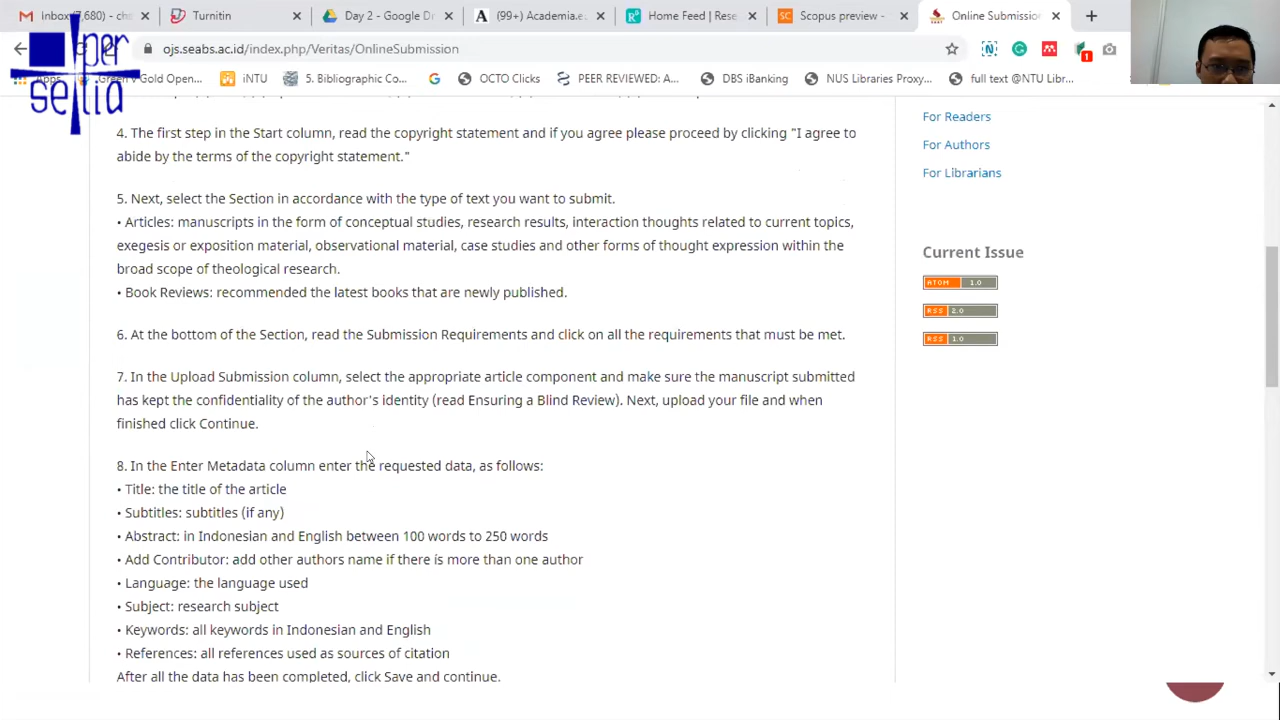 Inbox (7,680) - ch
Turnitin
Day 2 - Google Dr
(99+) Academia.e
Home Feed | Rese
Scopus preview -
Online Submissio
ojs.seabs.ac.id/index.php/Veritas/OnlineSubmission
per
setia
Apps
Green v Gold Open...
iNTU
5. Bibliographic Co...
OCTO Clicks
PEER REVIEWED: A...
DBS iBanking
NUS Libraries Proxy...
full text @NTU Libr...
4. The first step in the Start column, read the copyright statement and if you agree please proceed by clicking "I agree to
abide by the terms of the copyright statement."
5. Next, select the Section in accordance with the type of text you want to submit.
• Articles: manuscripts in the form of conceptual studies, research results, interaction thoughts related to current topics,
exegesis or exposition material, observational material, case studies and other forms of thought expression within the
broad scope of theological research.
• Book Reviews: recommended the latest books that are newly published.
6. At the bottom of the Section, read the Submission Requirements and click on all the requirements that must be met.
7. In the Upload Submission column, select the appropriate article component and make sure the manuscript submitted
has kept the confidentiality of the author's identity (read Ensuring a Blind Review). Next, upload your file and when
finished click Continue.
8. In the Enter Metadata column enter the requested data, as follows:
• Title: the title of the article
• Subtitles: subtitles (if any)
• Abstract: in Indonesian and English between 100 words to 250 words
• Add Contributor: add other authors name if there is more than one author
• Language: the language used
• Subject: research subject
• Keywords: all keywords in Indonesian and English
• References: all references used as sources of citation
After all the data has been completed, click Save and continue.
For Readers
For Authors
For Librarians
Current Issue
ATOM 1.0
RSS 2.0
RSS 1.0